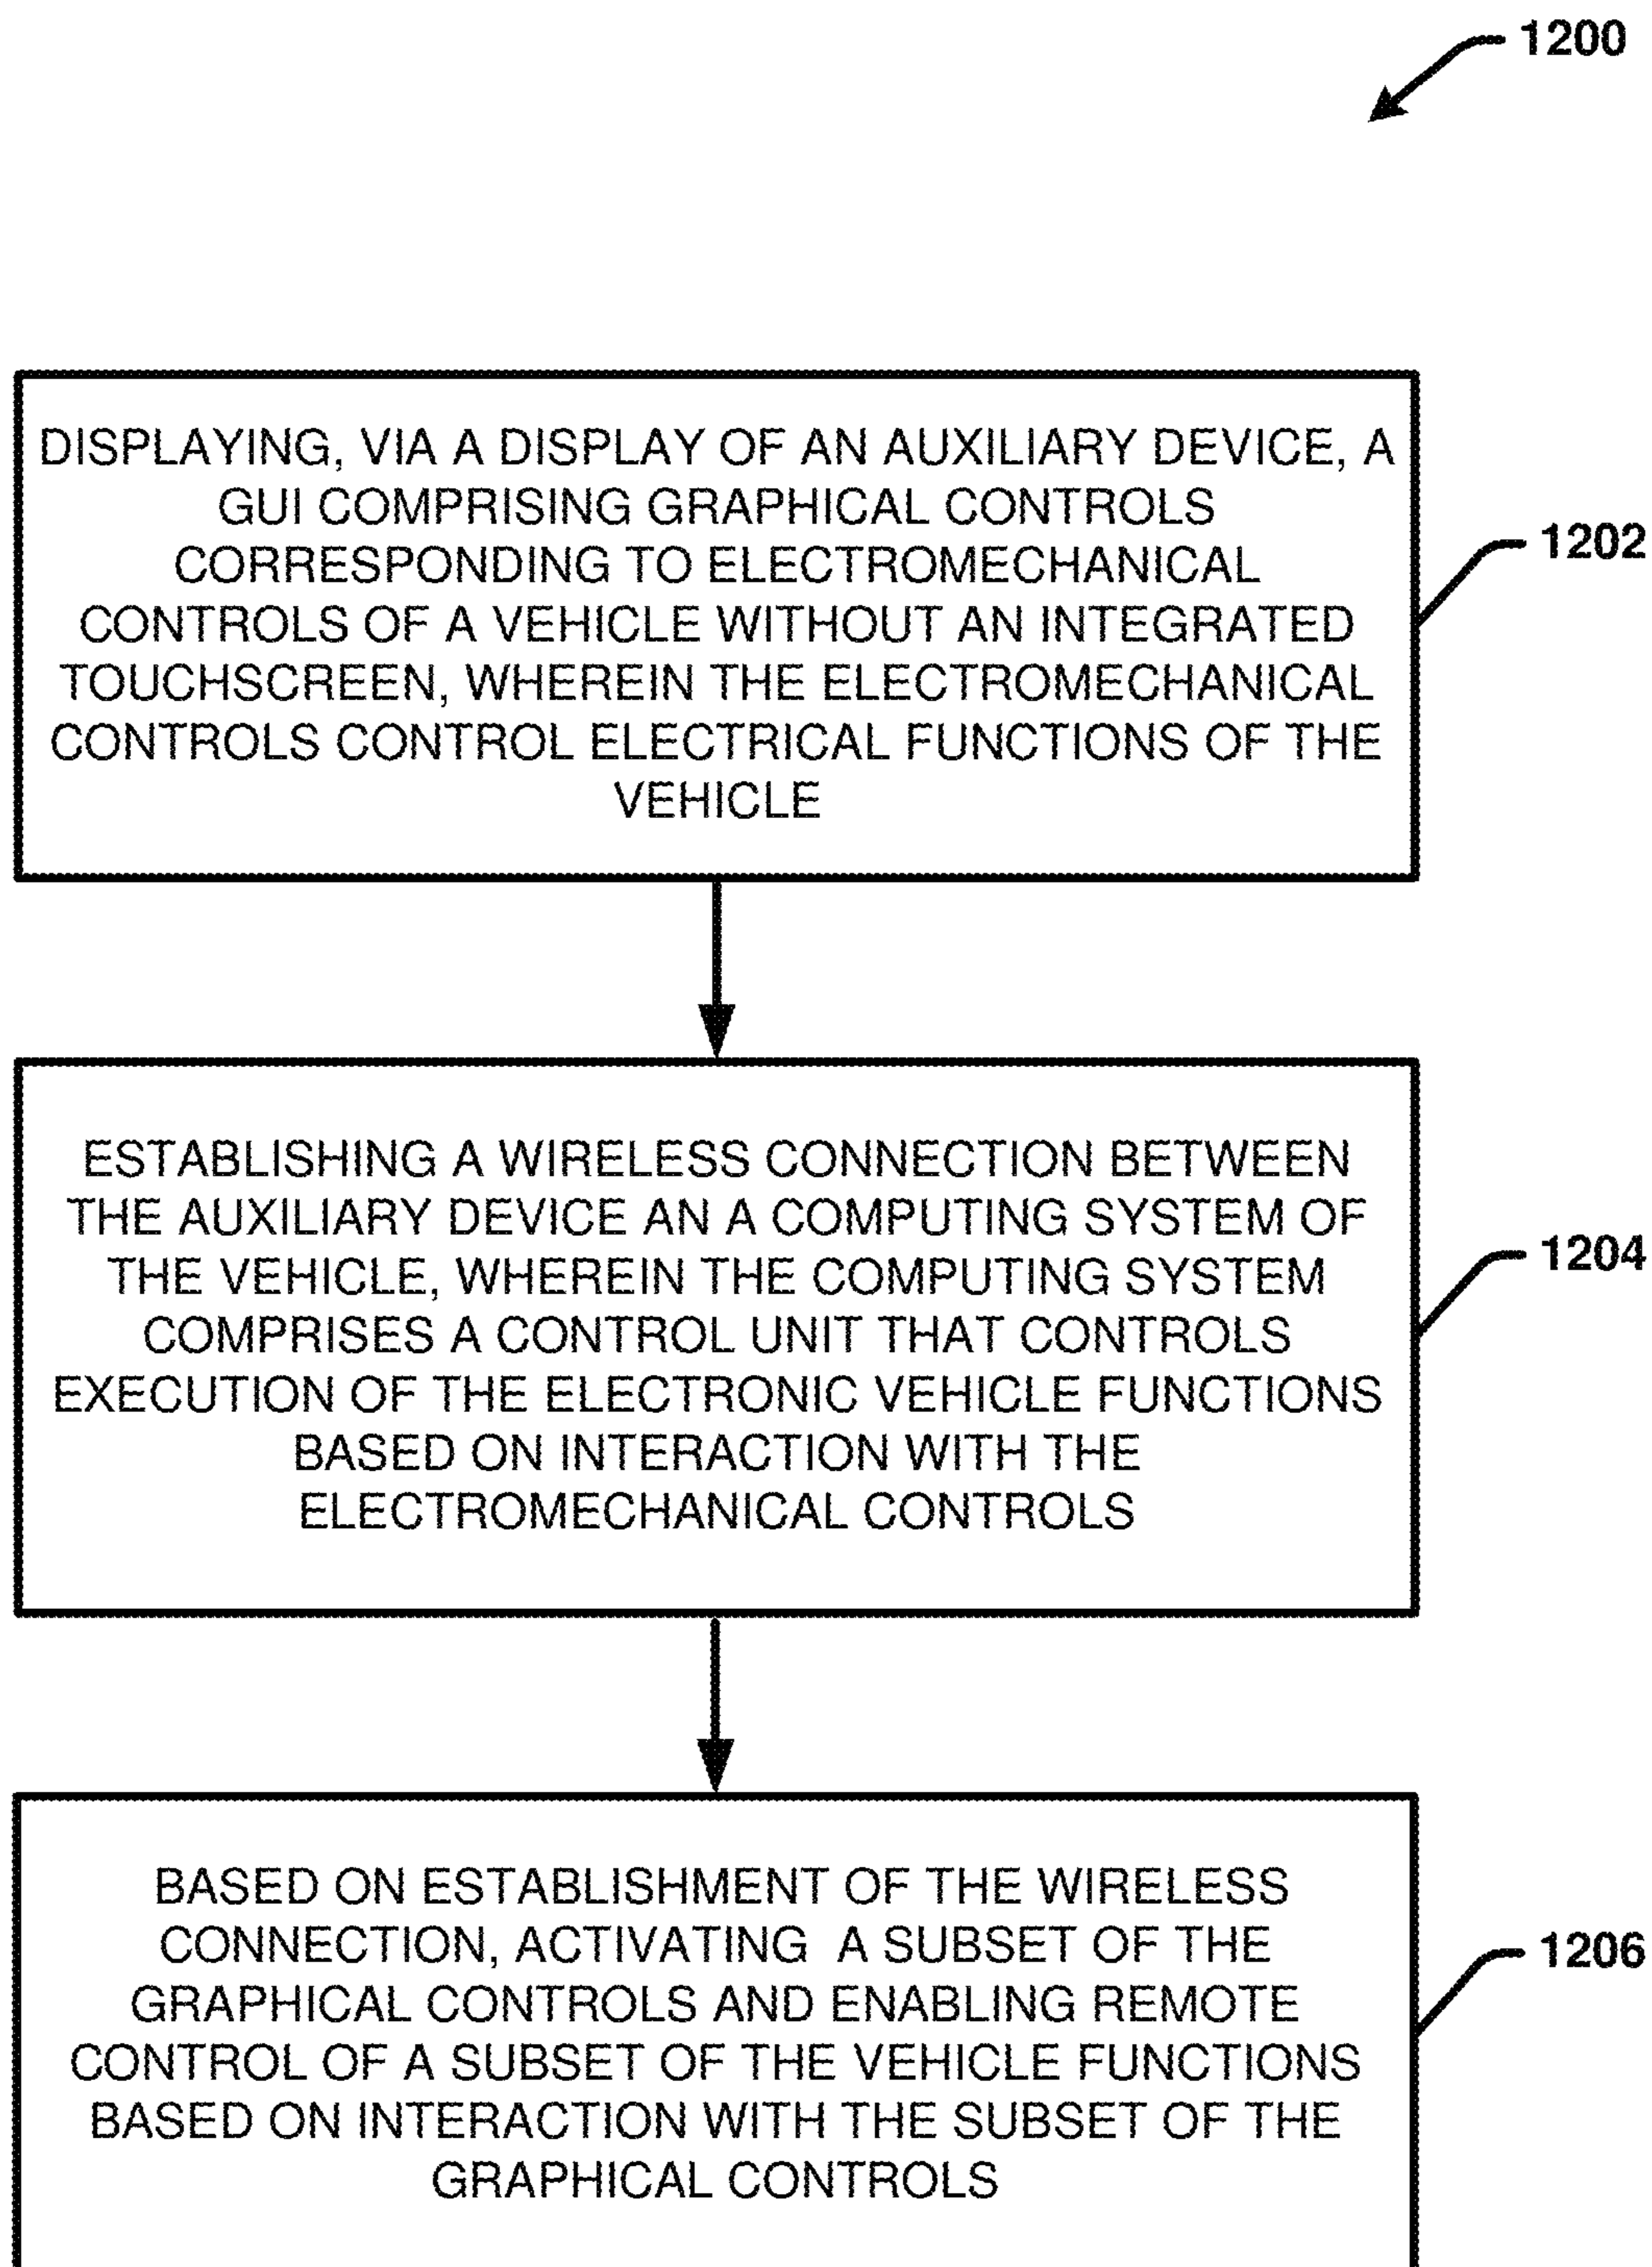 1200
DISPLAYING, VIA A DISPLAY OF AN AUXILIARY DEVICE, A
GUI COMPRISING GRAPHICAL CONTROLS
CORRESPONDING TO ELECTROMECHANICAL
CONTROLS OF A VEHICLE WITHOUT AN INTEGRATED
TOUCHSCREEN, WHEREIN THE ELECTROMECHANICAL
CONTROLS CONTROL ELECTRICAL FUNCTIONS OF THE
VEHICLE
1202
ESTABLISHING A WIRELESS CONNECTION BETWEEN
THE AUXILIARY DEVICE AN A COMPUTING SYSTEM OF
THE VEHICLE, WHEREIN THE COMPUTING SYSTEM
COMPRISES A CONTROL UNIT THAT CONTROLS
EXECUTION OF THE ELECTRONIC VEHICLE FUNCTIONS
BASED ON INTERACTION WITH THE
ELECTROMECHANICAL CONTROLS
1204
BASED ON ESTABLISHMENT OF THE WIRELESS
CONNECTION, ACTIVATING A SUBSET OF THE
GRAPHICAL CONTROLS AND ENABLING REMOTE
CONTROL OF A SUBSET OF THE VEHICLE FUNCTIONS
BASED ON INTERACTION WITH THE SUBSET OF THE
GRAPHICAL CONTROLS
1206